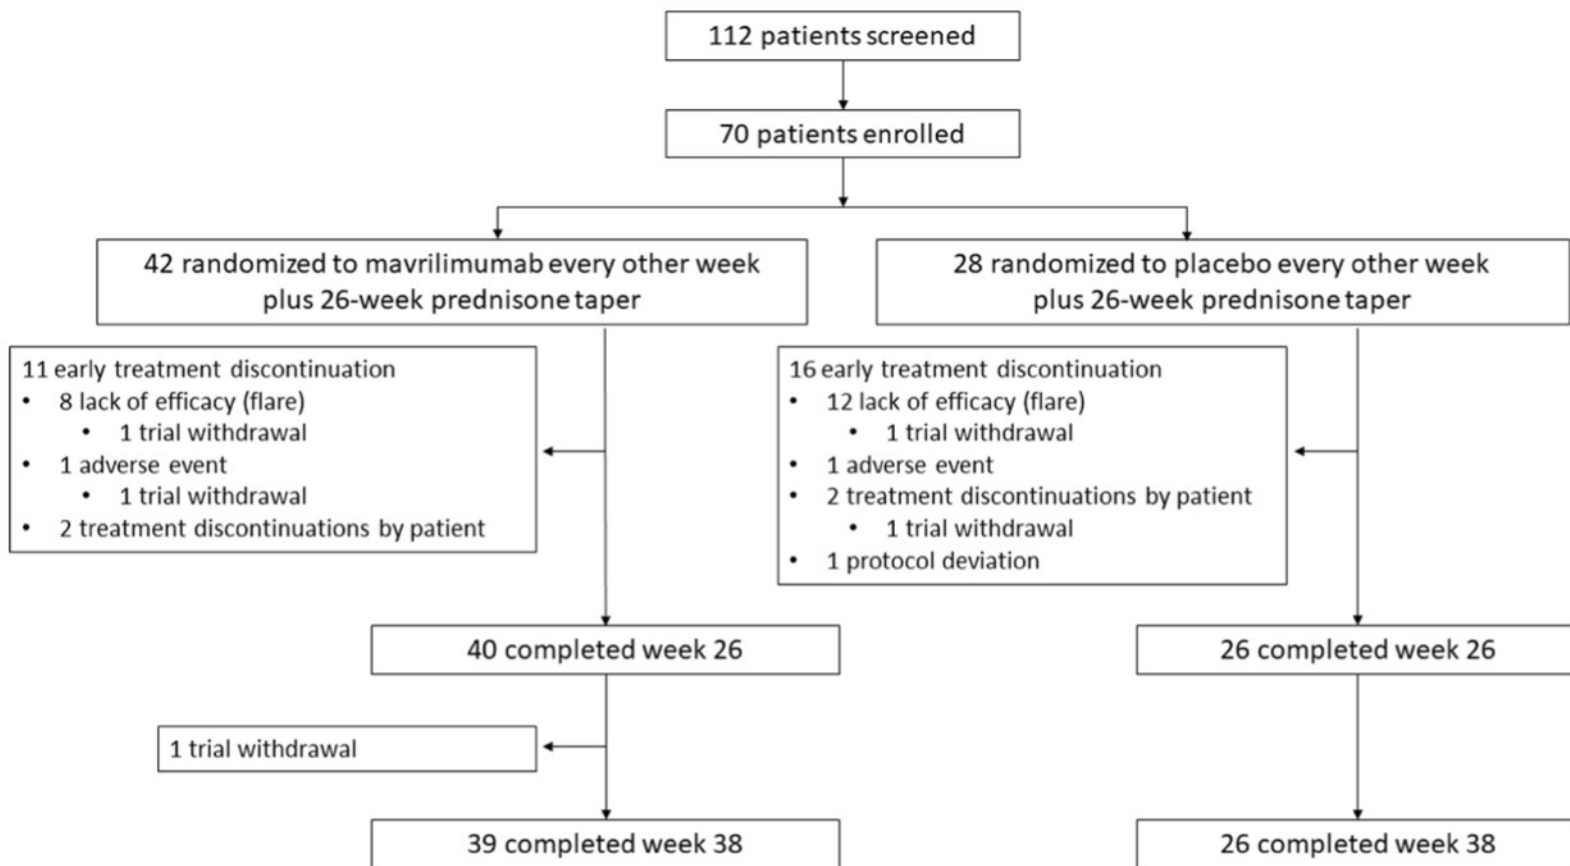 112 patients screened
70 patients enrolled
42 randomized to mavrilimumab every other week
plus 26-week prednisone taper
28 randomized to placebo every other week
plus 26-week prednisone taper
11 early treatment discontinuation
• 8 lack of efficacy (flare)
• 1 trial withdrawal
• 1 adverse event
• 1 trial withdrawal
• 2 treatment discontinuations by patient
16 early treatment discontinuation
• 12 lack of efficacy (flare)
• 1 trial withdrawal
• 1 adverse event
• 2 treatment discontinuations by patient
• 1 trial withdrawal
• 1 protocol deviation
40 completed week 26
26 completed week 26
1 trial withdrawal
39 completed week 38
26 completed week 38